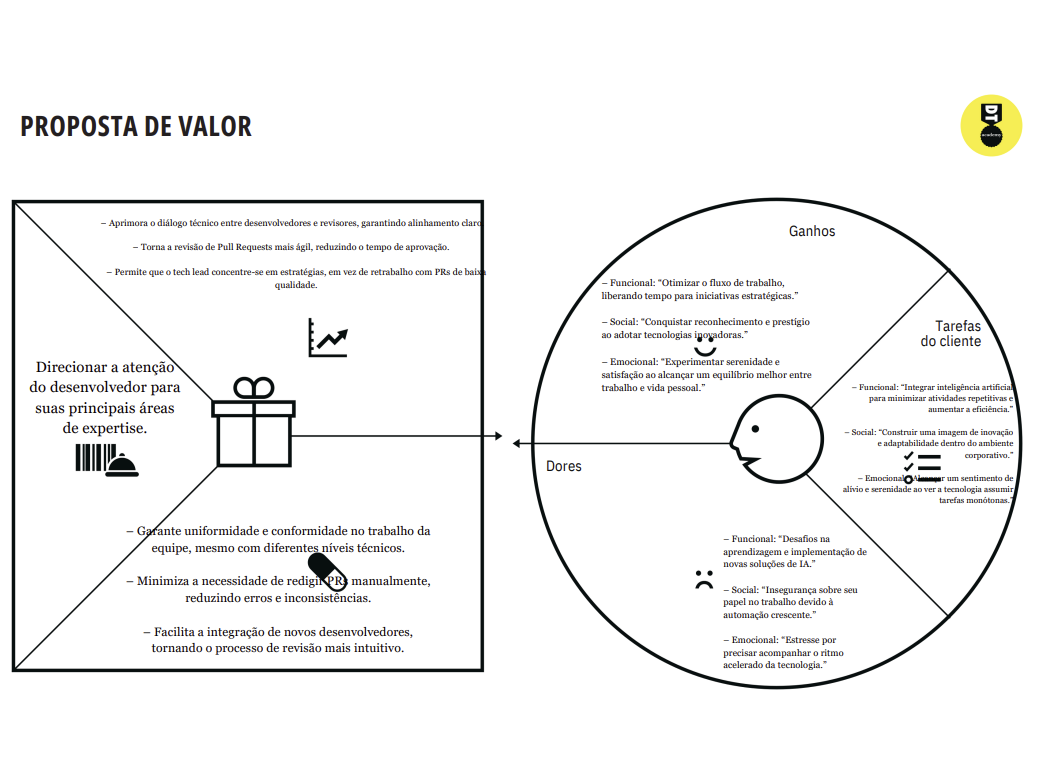 PROPOSTA DE VALOR
DT
academy
– Aprimora o diálogo técnico entre desenvolvedores e revisores, garantindo alinhamento claro
– Torna a revisão de Pull Requests mais ágil, reduzindo o tempo de aprovação.
– Permite que o tech lead concentre-se em estratégias, em vez de retrabalho com PRs de baixa
qualidade.
Direcionar a atenção
do desenvolvedor para
suas principais áreas
de expertise.
– Garante uniformidade e conformidade no trabalho da
equipe, mesmo com diferentes níveis técnicos.
– Minimiza a necessidade de redigir PRs manualmente,
reduzindo erros e inconsistências.
– Facilita a integração de novos desenvolvedores,
tornando o processo de revisão mais intuitivo.
Ganhos
– Funcional: “Otimizar o fluxo de trabalho,
liberando tempo para iniciativas estratégicas.”
– Social: “Conquistar reconhecimento e prestígio
ao adotar tecnologias inovadoras.”
– Emocional: “Experimentar serenidade e
satisfação ao alcançar um equilíbrio melhor entre
trabalho e vida pessoal.”
Tarefas
do cliente
– Funcional: “Integrar inteligência artificial
para minimizar atividades repetitivas e
aumentar a eficiência.”
– Social: “Construir uma imagem de inovação
e adaptabilidade dentro do ambiente
corporativo.”
– Emocional: “Alcançar um sentimento de
alívio e serenidade ao ver a tecnologia assumir
tarefas monótonas.”
Dores
– Funcional: “Desafios na
aprendizagem e implementação de
novas soluções de IA.”
– Social: “Insegurança sobre seu
papel no trabalho devido à
automação crescente.”
– Emocional: “Estresse por
precisar acompanhar o ritmo
acelerado da tecnologia.”